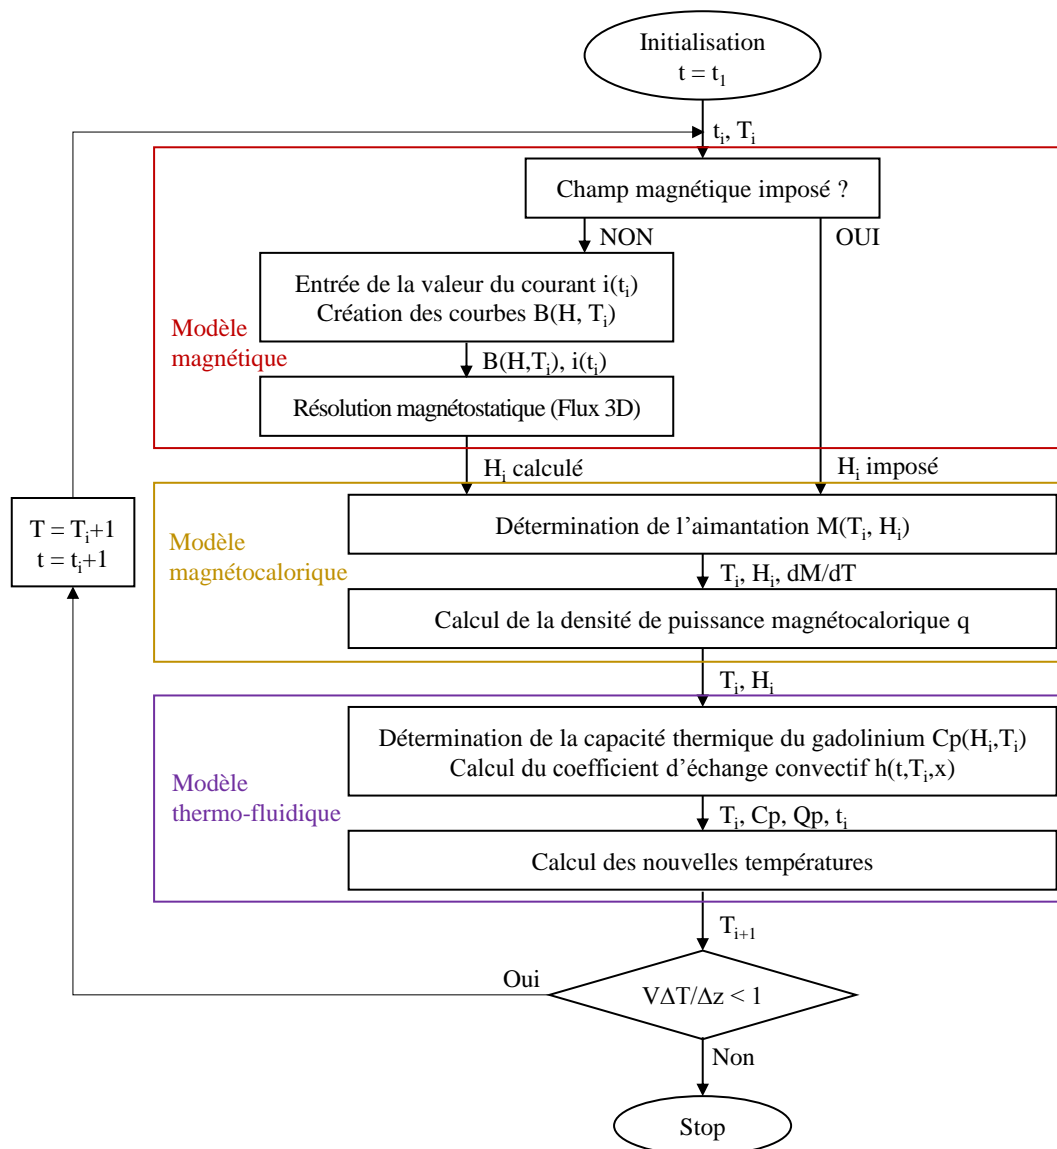 Initialisation
t = t₁
tᵢ, Tᵢ
Champ magnétique imposé ?
NON
OUI
Entrée de la valeur du courant i(tᵢ)
Création des courbes B(H, Tᵢ)
Modèle
magnétique
B(H,Tᵢ), i(tᵢ)
Résolution magnétostatique (Flux 3D)
Hᵢ calculé
Hᵢ imposé
T = Tᵢ+1
t = tᵢ+1
Modèle
magnétocalorique
Détermination de l’aimantation M(Tᵢ, Hᵢ)
Tᵢ, Hᵢ, dM/dT
Calcul de la densité de puissance magnétocalorique q
Tᵢ, Hᵢ
Modèle
thermo-fluidique
Détermination de la capacité thermique du gadolinium Cp(Hᵢ,Tᵢ)
Calcul du coefficient d’échange convectif h(t,Tᵢ,x)
Tᵢ, Cp, Qp, tᵢ
Calcul des nouvelles températures
Tᵢ₊₁
Oui
VΔT/Δz < 1
Non
Stop